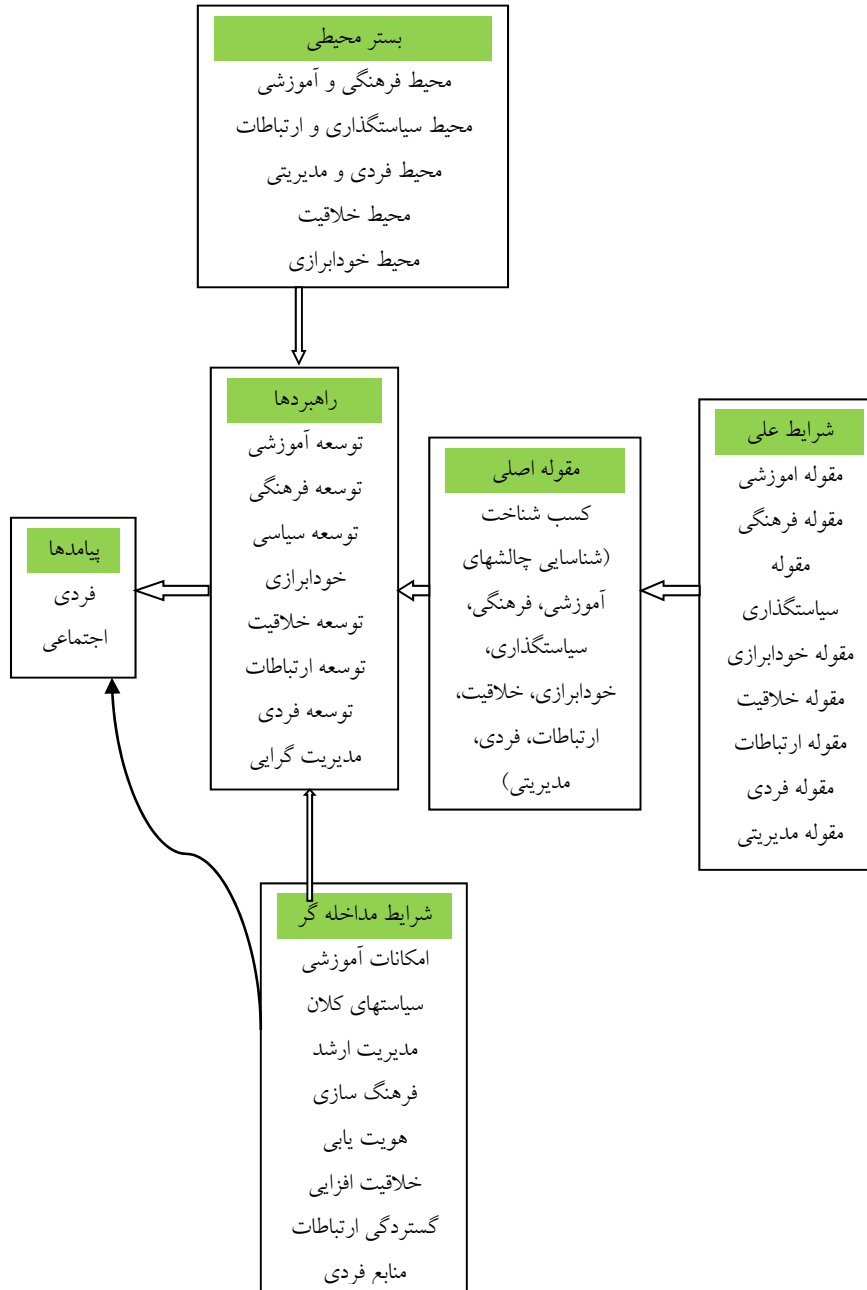 بستر محیطی
محیط فرهنگی و آموزشی
محیط سیاستگذاری و ارتباطات
محیط فردی و مدیریتی
محیط خلاقیت
محیط خودابرازی
شرایط علی
مقوله اموزشی
مقوله فرهنگی
مقوله
سیاستگذاری
مقوله خودابرازی
مقوله خلاقیت
مقوله ارتباطات
مقوله فردی
مقوله مدیریتی
مقوله اصلی
کسب شناخت
(شناسایی چالشهای
آموزشی، فرهنگی،
سیاستگذاری،
خودابرازی، خلاقیت،
ارتباطات، فردی،
مدیریتی)
راهبردها
توسعه آموزشی
توسعه فرهنگی
توسعه سیاسی
خودابرازی
توسعه خلاقیت
توسعه ارتباطات
توسعه فردی
مدیریت گرایی
پیامدها
فردی
اجتماعی
شرایط مداخله گر
امکانات آموزشی
سیاستهای کلان
مدیریت ارشد
فرهنگ سازی
هویت یابی
خلاقیت افزایی
گستردگی ارتباطات
منابع فردی